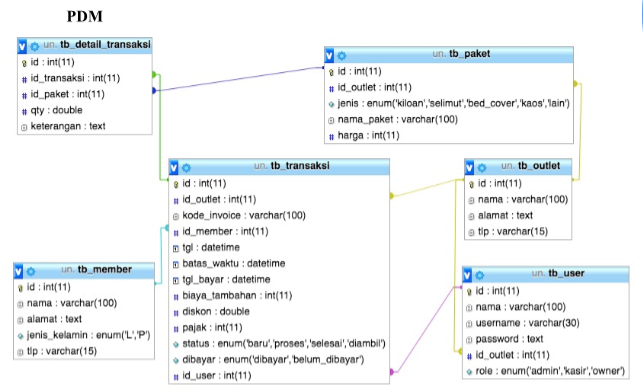 PDM
un. tb_detail_transaksi
id : int(11)
id_transaksi : int(11)
id_paket : int(11)
qty : double
keterangan : text
un. tb_paket
id : int(11)
id_outlet : int(11)
jenis : enum('kiloan','selimut','bed_cover','kaos','lain')
nama_paket : varchar(100)
harga : int(11)
un. tb_transaksi
id : int(11)
id_outlet : int(11)
kode_invoice : varchar(100)
id_member : int(11)
tgl : datetime
batas_waktu : datetime
tgl_bayar : datetime
biaya_tambahan : int(11)
diskon : double
pajak : int(11)
status : enum('baru','proses','selesai','diambil')
dibayar : enum('dibayar','belum_dibayar')
id_user : int(11)
un. tb_outlet
id : int(11)
nama : varchar(100)
alamat : text
tlp : varchar(15)
un. tb_member
id : int(11)
nama : varchar(100)
alamat : text
jenis_kelamin : enum('L','P')
tlp : varchar(15)
un. tb_user
id : int(11)
nama : varchar(100)
username : varchar(30)
password : text
id_outlet : int(11)
role : enum('admin','kasir','owner')